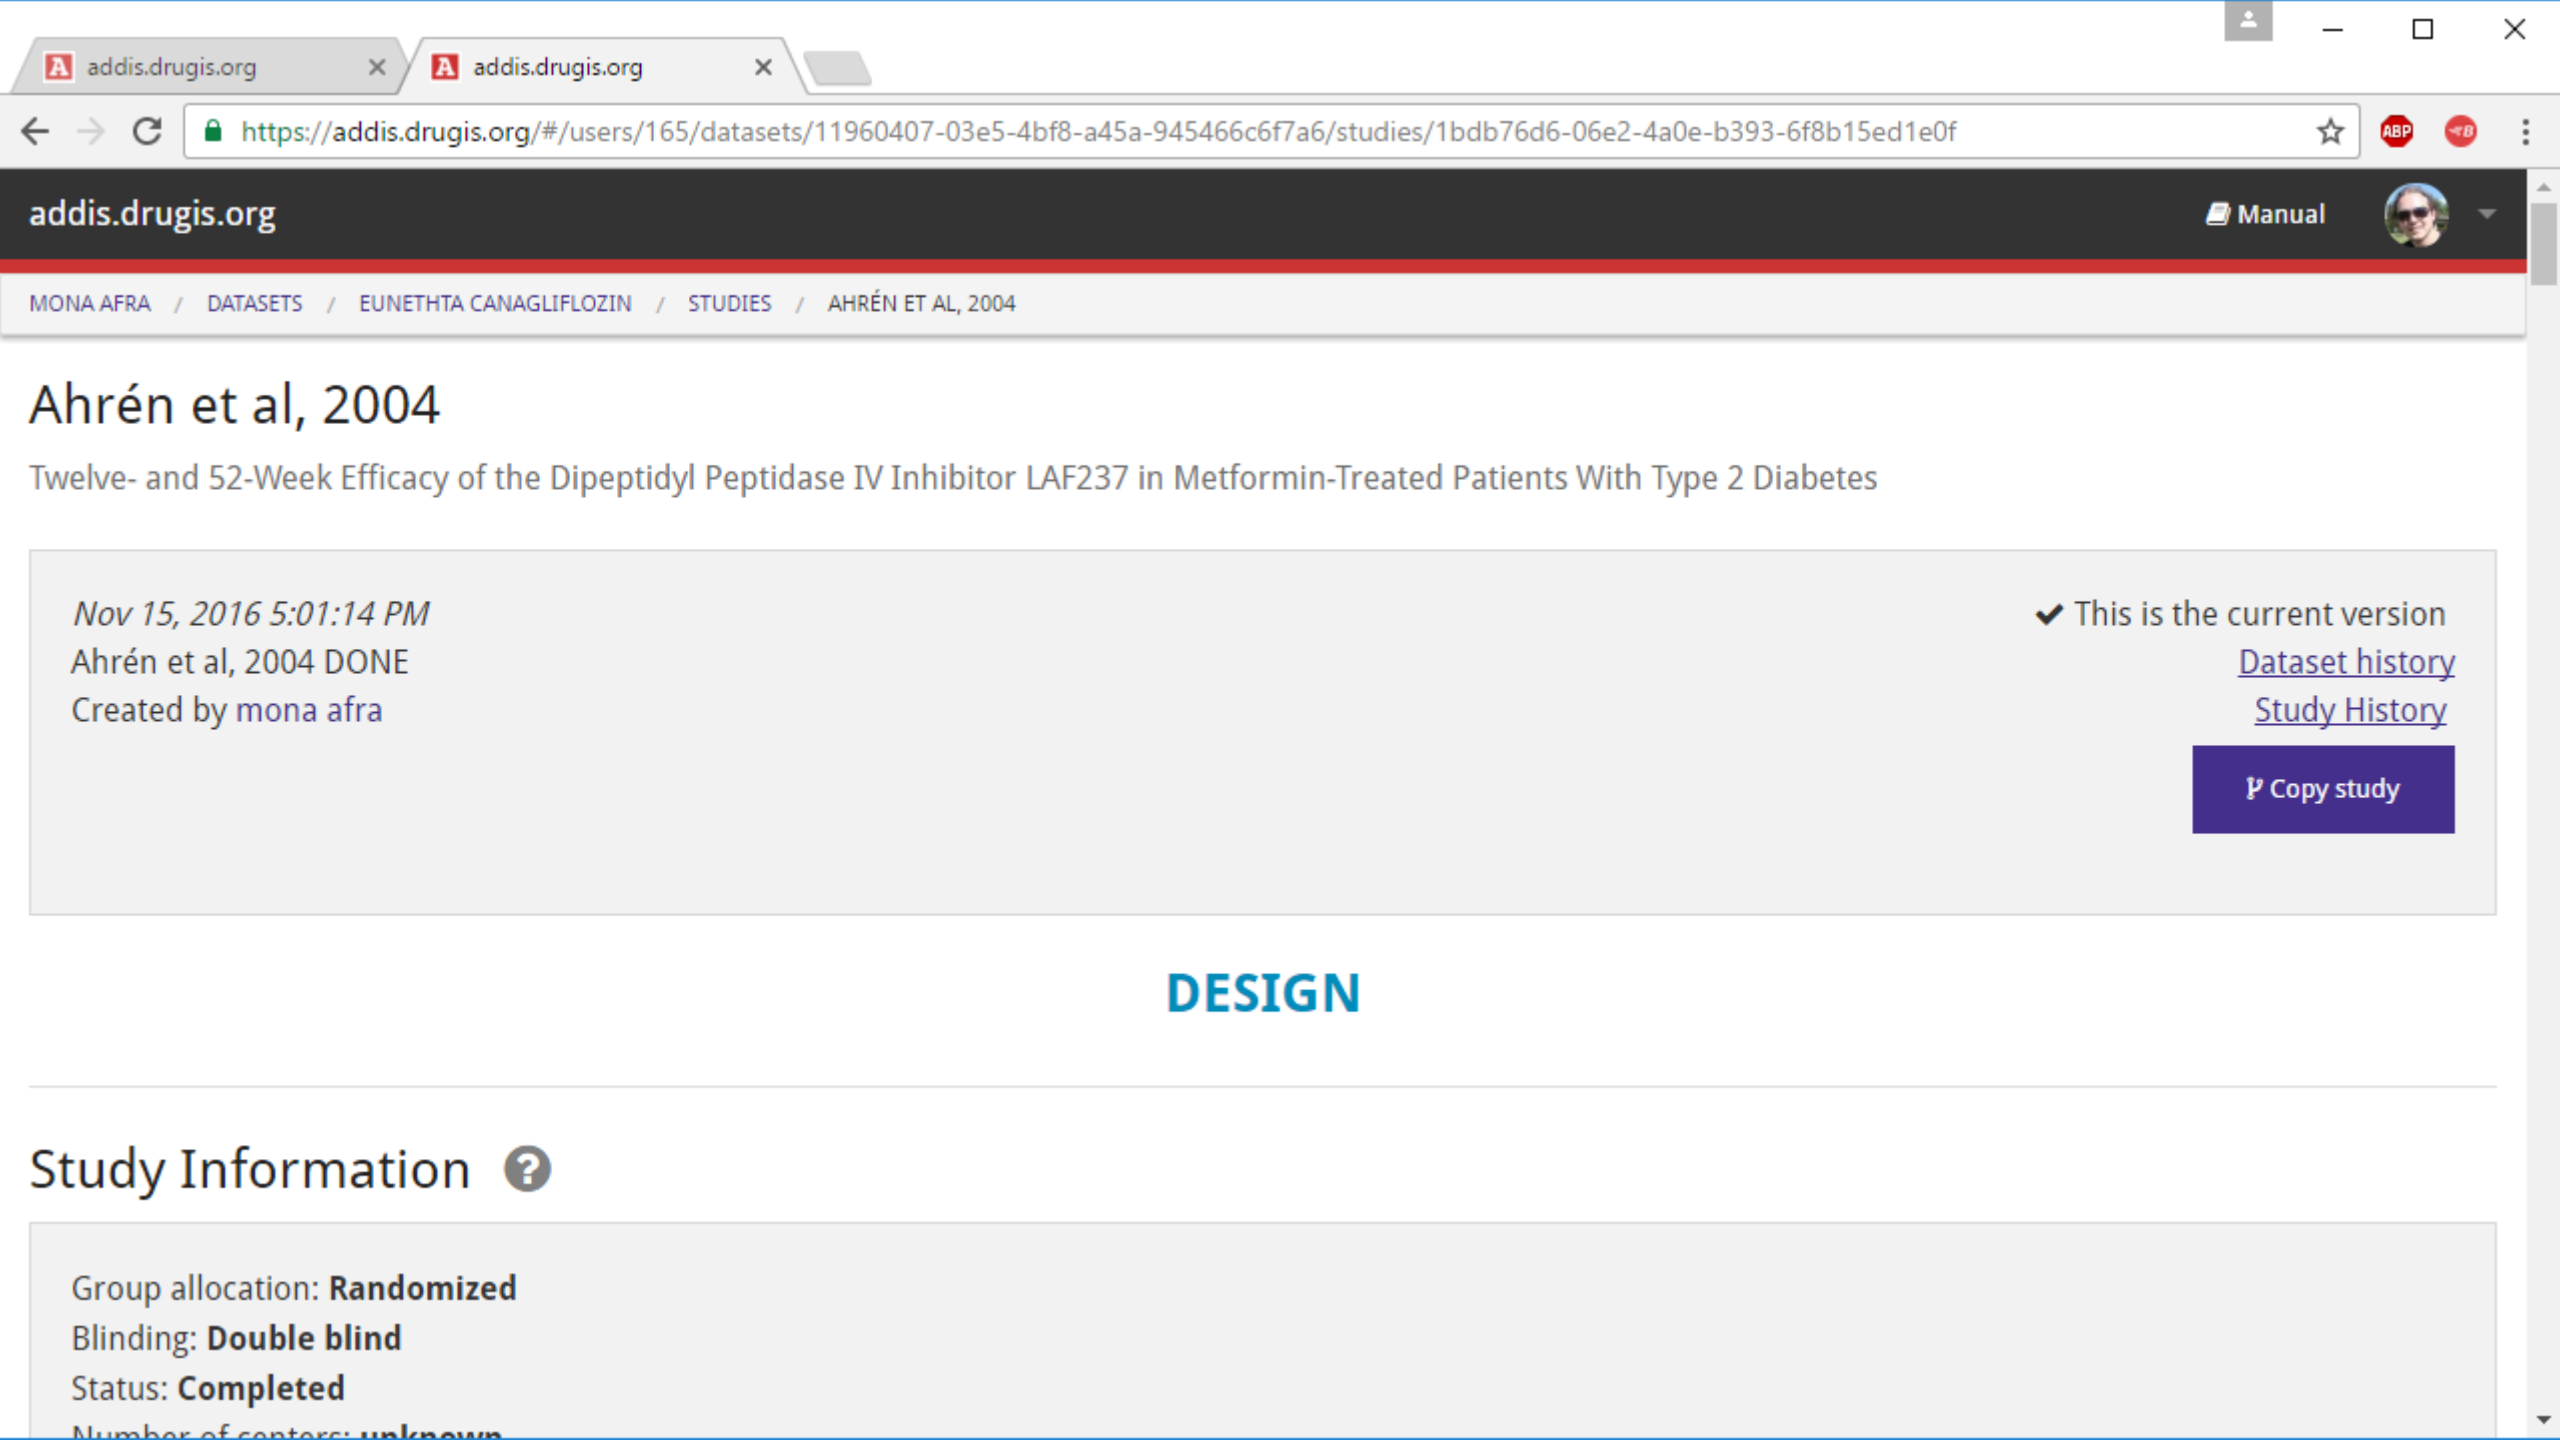 addis.drugis.org
addis.drugis.org
https://addis.drugis.org/#/users/165/datasets/11960407-03e5-4bf8-a45a-945466c6f7a6/studies/1bdb76d6-06e2-4a0e-b393-6f8b15ed1e0f
ABP
addis.drugis.org
Manual
MONA AFRA / DATASETS / EUNETHTA CANAGLIFLOZIN / STUDIES / AHRÉN ET AL, 2004
Ahrén et al, 2004
Twelve- and 52-Week Efficacy of the Dipeptidyl Peptidase IV Inhibitor LAF237 in Metformin-Treated Patients With Type 2 Diabetes
Nov 15, 2016 5:01:14 PM
Ahrén et al, 2004 DONE
Created by mona afra
This is the current version
Dataset history
Study History
Copy study
DESIGN
Study Information
Group allocation: Randomized
Blinding: Double blind
Status: Completed
Number of centers: unknown